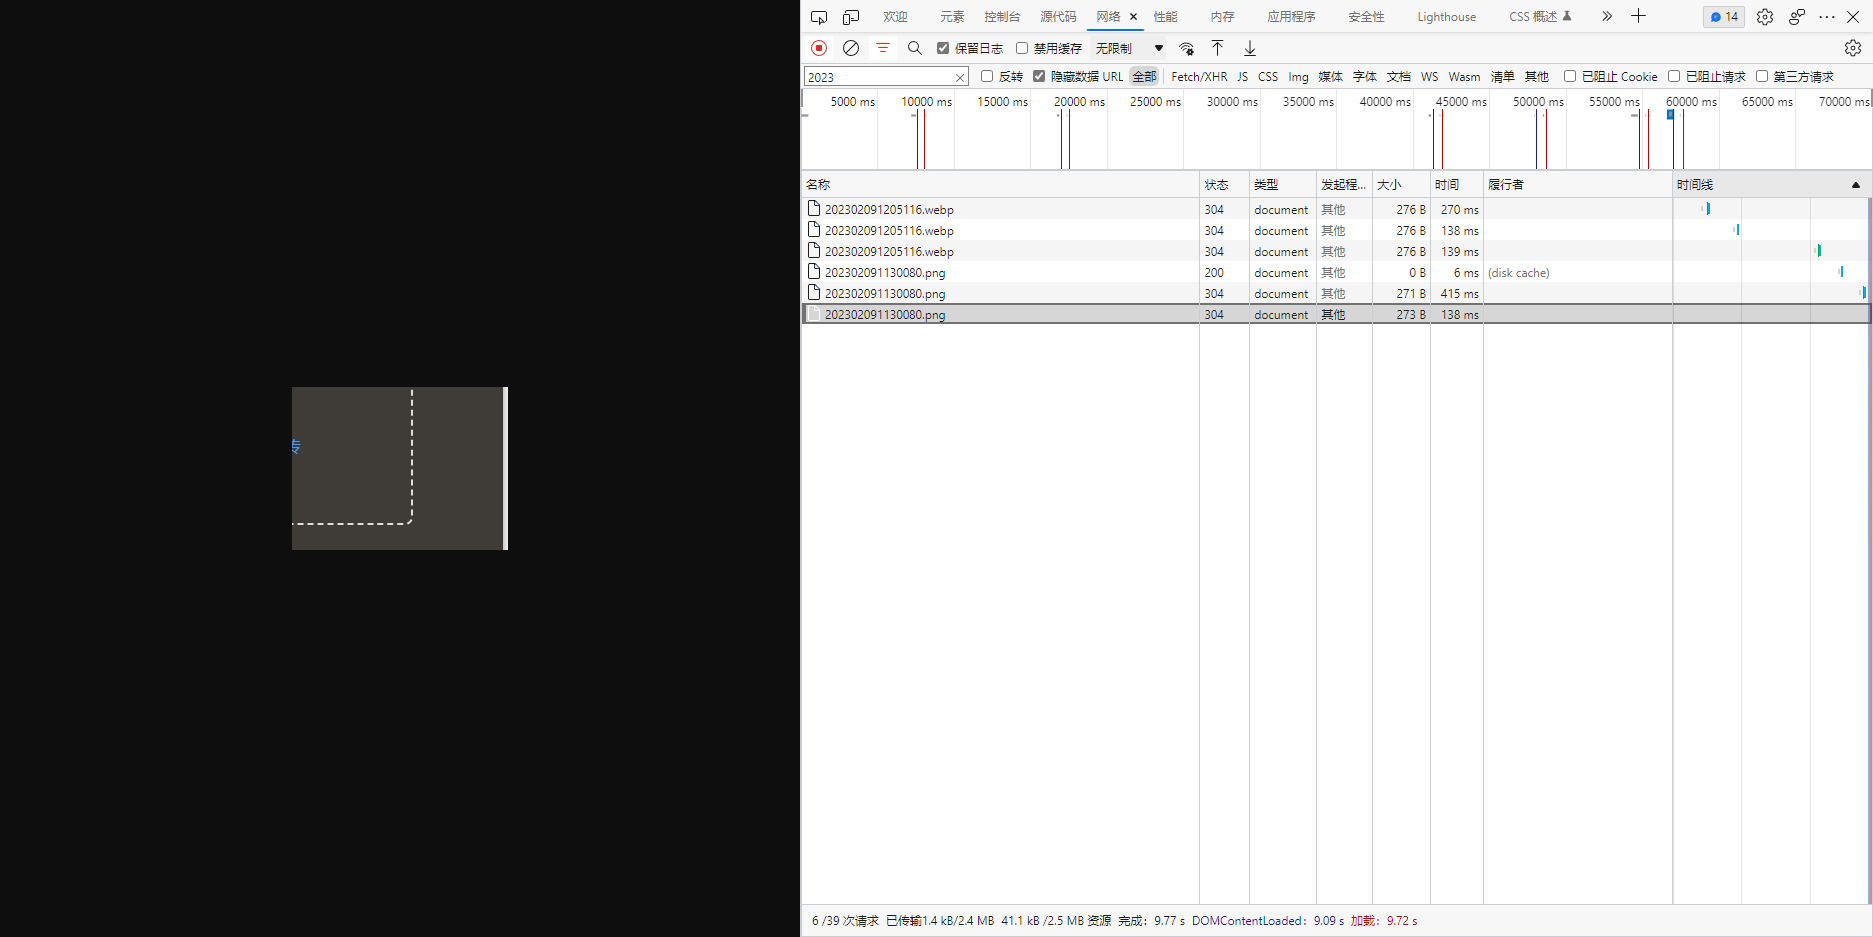 传
欢迎 元素 控制台 源代码 网络 性能 内存 应用程序 安全性 Lighthouse CSS 概述 14
保留日志 禁用缓存 无限制
2023 反转 隐藏数据 URL 全部 Fetch/XHR JS CSS Img 媒体 字体 文档 WS Wasm 清单 其他 已阻止 Cookie 已阻止请求 第三方请求
5000 ms 10000 ms 15000 ms 20000 ms 25000 ms 30000 ms 35000 ms 40000 ms 45000 ms 50000 ms 55000 ms 60000 ms 65000 ms 70000 ms
名称 状态 类型 发起程... 大小 时间 履行者 时间线
202302091205116.webp 304 document 其他 276 B 270 ms
202302091205116.webp 304 document 其他 276 B 138 ms
202302091205116.webp 304 document 其他 276 B 139 ms
202302091130080.png 200 document 其他 0 B 6 ms (disk cache)
202302091130080.png 304 document 其他 271 B 415 ms
202302091130080.png 304 document 其他 273 B 138 ms
6 /39 次请求 已传输1.4 kB/2.4 MB 41.1 kB /2.5 MB 资源 完成：9.77 s DOMContentLoaded：9.09 s 加载：9.72 s